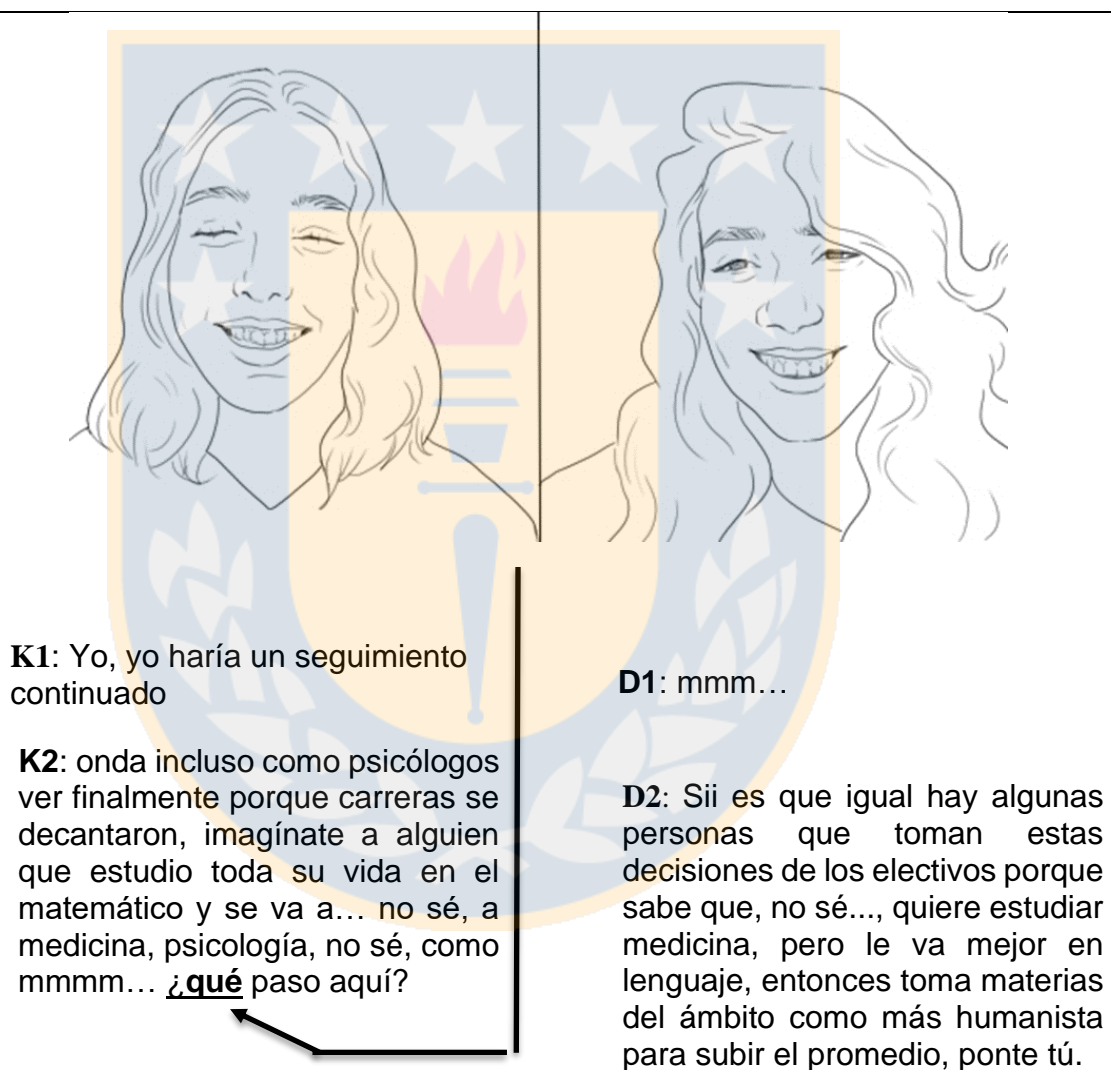 K1: Yo, yo haría un seguimiento
continuado
K2: onda incluso como psicólogos
ver finalmente porque carreras se
decantaron, imagínate a alguien
que estudio toda su vida en el
matemático y se va a… no sé, a
medicina, psicología, no sé, como
mmmm… ¿qué paso aquí?
D1: mmm…
D2: Sii es que igual hay algunas
personas que toman estas
decisiones de los electivos porque
sabe que, no sé..., quiere estudiar
medicina, pero le va mejor en
lenguaje, entonces toma materias
del ámbito como más humanista
para subir el promedio, ponte tú.